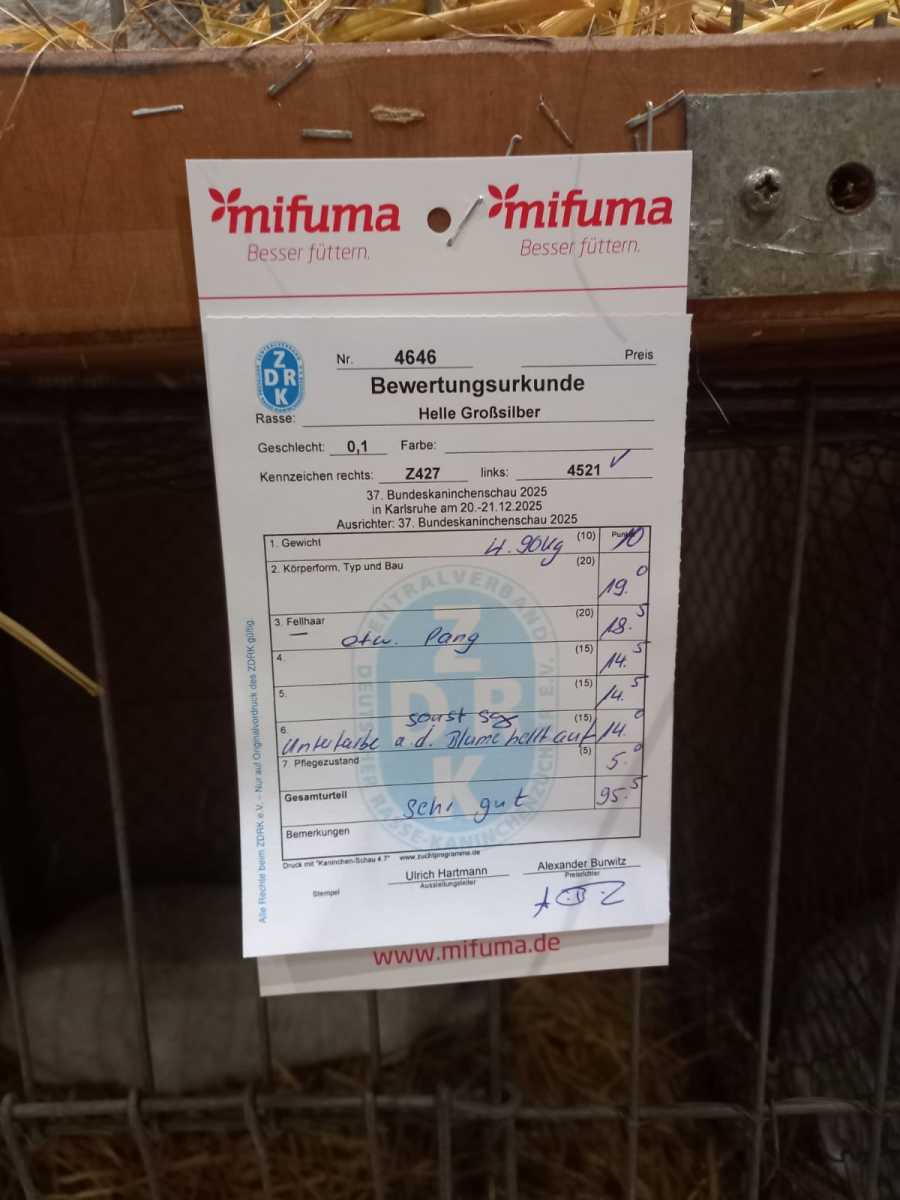 mifuma mifuma
Besser füttern. Besser füttern.
ZDRK
Nr. 4646 Preis
Bewertungsurkunde
Rasse: Helle Großsilber
Geschlecht: 0,1 Farbe:
Kennzeichen rechts: Z427 links: 4521 ✓
37. Bundeskaninchenschau 2025
in Karlsruhe am 20.-21.12.2025
Ausrichter: 37. Bundeskaninchenschau 2025
1. Gewicht 4.90kg (10) Punkte 10
2. Körperform, Typ und Bau (20) 19.0
3. Fellhaar (20) 18.5
etw. lang
4. (15) 14.5
5. (15) 14.5
sonst sg
6. (15) 14.0
Unterfarbe a.d. Blume hellt auf
7. Pflegezustand (5) 5.0
Gesamturteil sehr gut 95.5
Bemerkungen
Druck mit "Kaninchen-Schau 4.7" www.zuchtprogramme.de
Ulrich Hartmann Alexander Burwitz
Stempel Ausstellungsleiter Preisrichter
Alle Rechte beim ZDRK e.V. – Nur auf Originalvordruck des ZDRK gültig.
ZENTRALVERBAND DEUTSCHER RASSE-KANINCHENZÜCHTER E.V.
ZDRK
www.mifuma.de